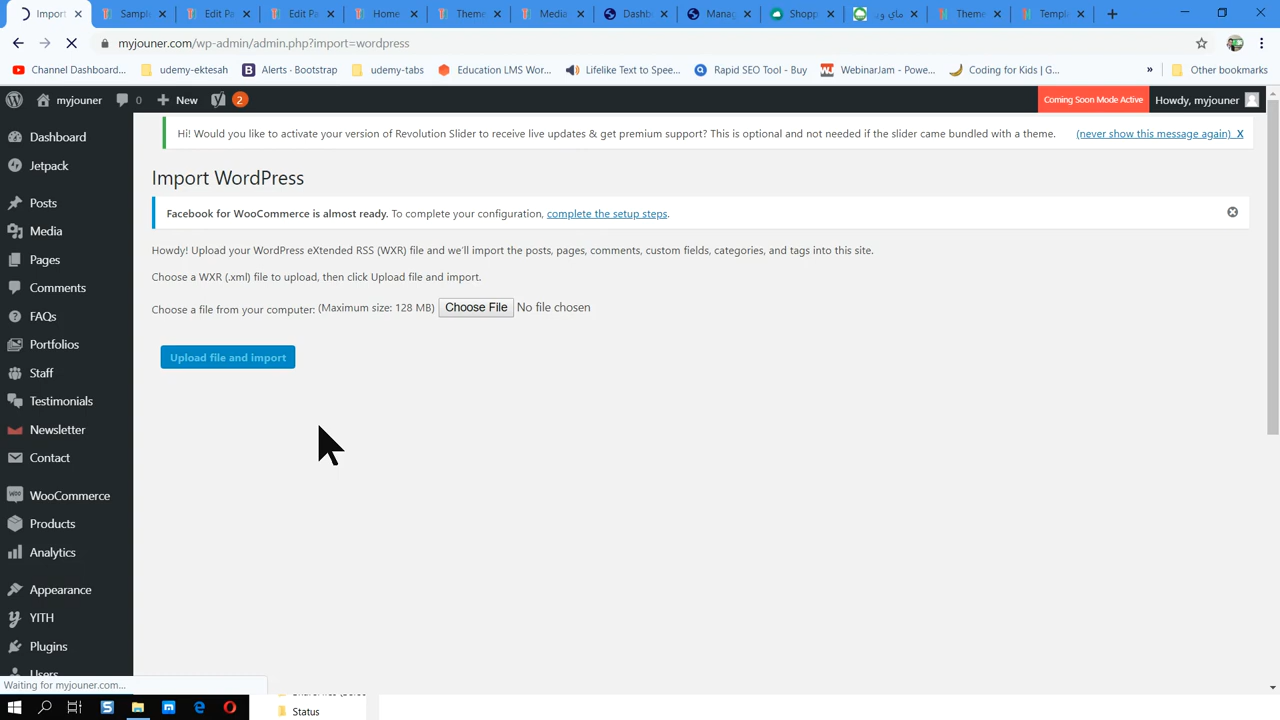 Import
Sample
Edit Pa
Edit Pa
Home
Theme
Media
Dashb
Manag
Shopp
ماي وب
Theme
Templ
myjouner.com/wp-admin/admin.php?import=wordpress
Channel Dashboard...
udemy-ektesah
Alerts · Bootstrap
udemy-tabs
Education LMS Wor...
Lifelike Text to Spee...
Rapid SEO Tool - Buy
WebinarJam - Powe...
Coding for Kids | G...
»
Other bookmarks
myjouner
0
New
2
Coming Soon Mode Active
Howdy, myjouner
Hi! Would you like to activate your version of Revolution Slider to receive live updates & get premium support? This is optional and not needed if the slider came bundled with a theme.
(never show this message again) X
Import WordPress
Facebook for WooCommerce is almost ready. To complete your configuration, complete the setup steps.
Howdy! Upload your WordPress eXtended RSS (WXR) file and we'll import the posts, pages, comments, custom fields, categories, and tags into this site.
Choose a WXR (.xml) file to upload, then click Upload file and import.
Choose a file from your computer: (Maximum size: 128 MB) Choose File No file chosen
Upload file and import
Dashboard
Jetpack
Posts
Media
Pages
Comments
FAQs
Portfolios
Staff
Testimonials
Newsletter
Contact
WooCommerce
Products
Analytics
Appearance
YITH
Plugins
Users
Waiting for myjouner.com...
Status